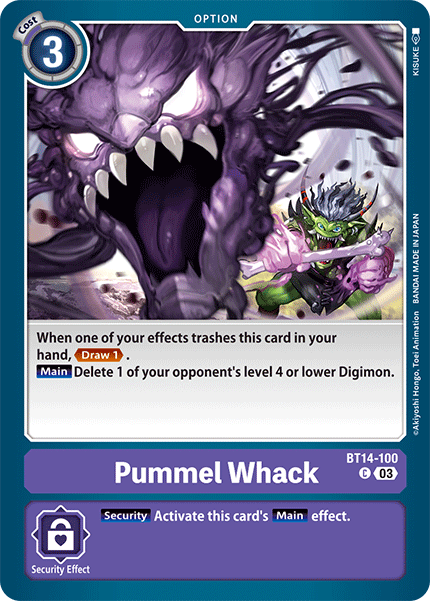 OPTION
Cost
3
KISUKE
©Akiyoshi Hongo, Toei Animation BANDAI MADE IN JAPAN
When one of your effects trashes this card in your
hand, Draw 1 .
Main Delete 1 of your opponent's level 4 or lower Digimon.
BT14-100
Pummel Whack
C 03
Security Activate this card's Main effect.
Security Effect